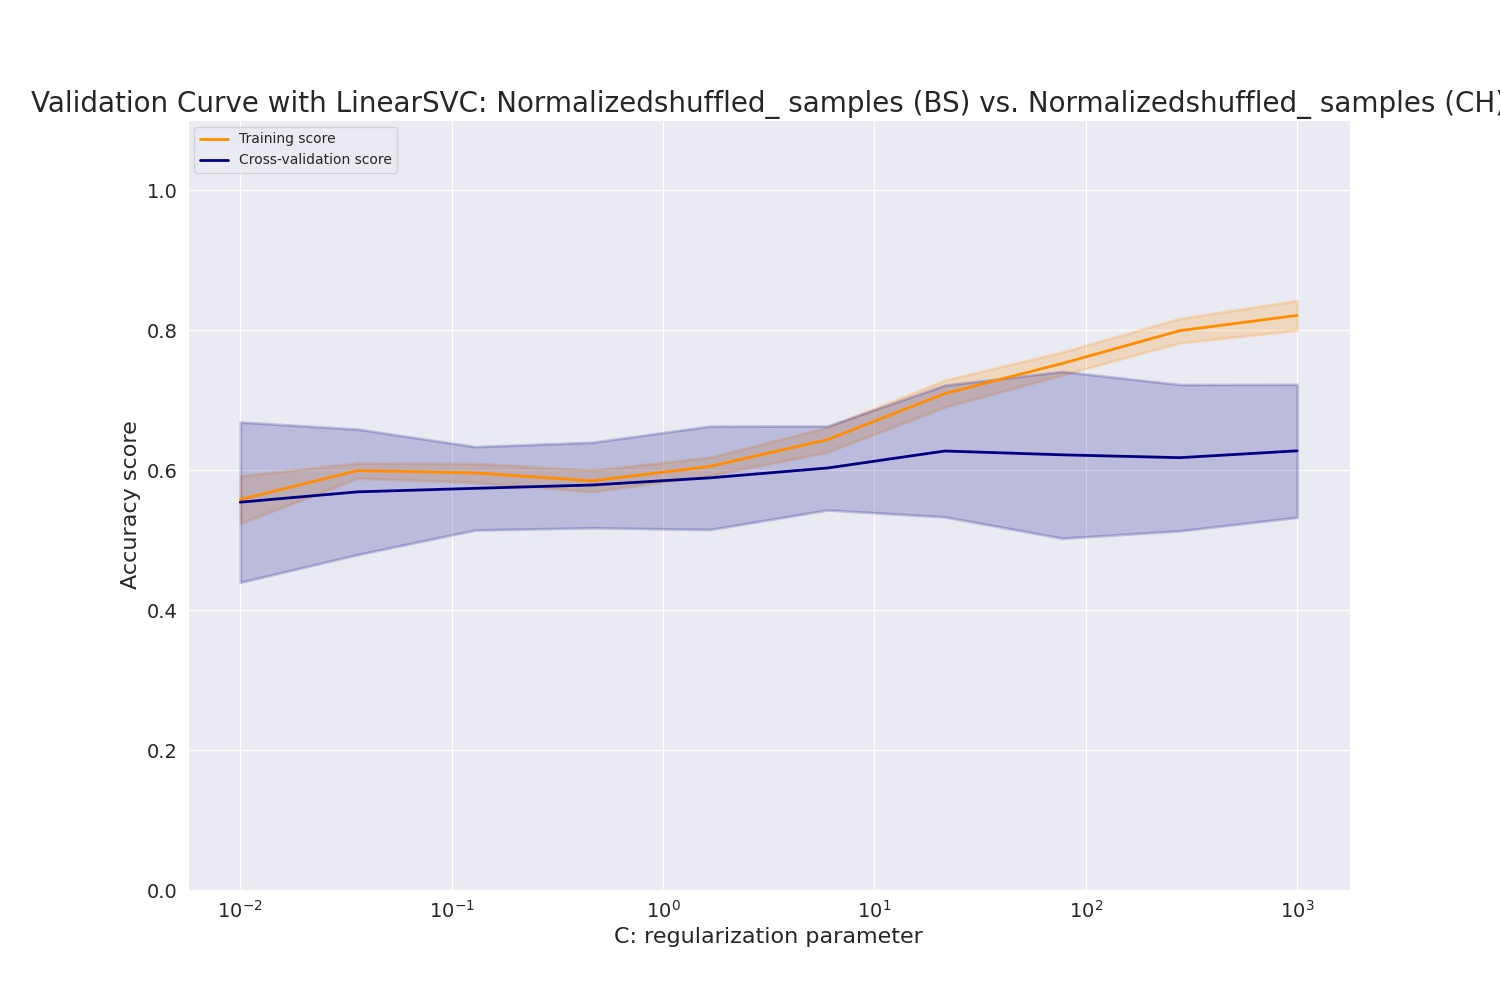 Validation Curve with LinearSVC: Normalizedshuffled_ samples (BS) vs. Normalizedshuffled_ samples (CH)
Training score
Cross-validation score
1.0
0.8
0.6
0.4
0.2
0.0
Accuracy score
10⁻² 10⁻¹ 10⁰ 10¹ 10² 10³
C: regularization parameter